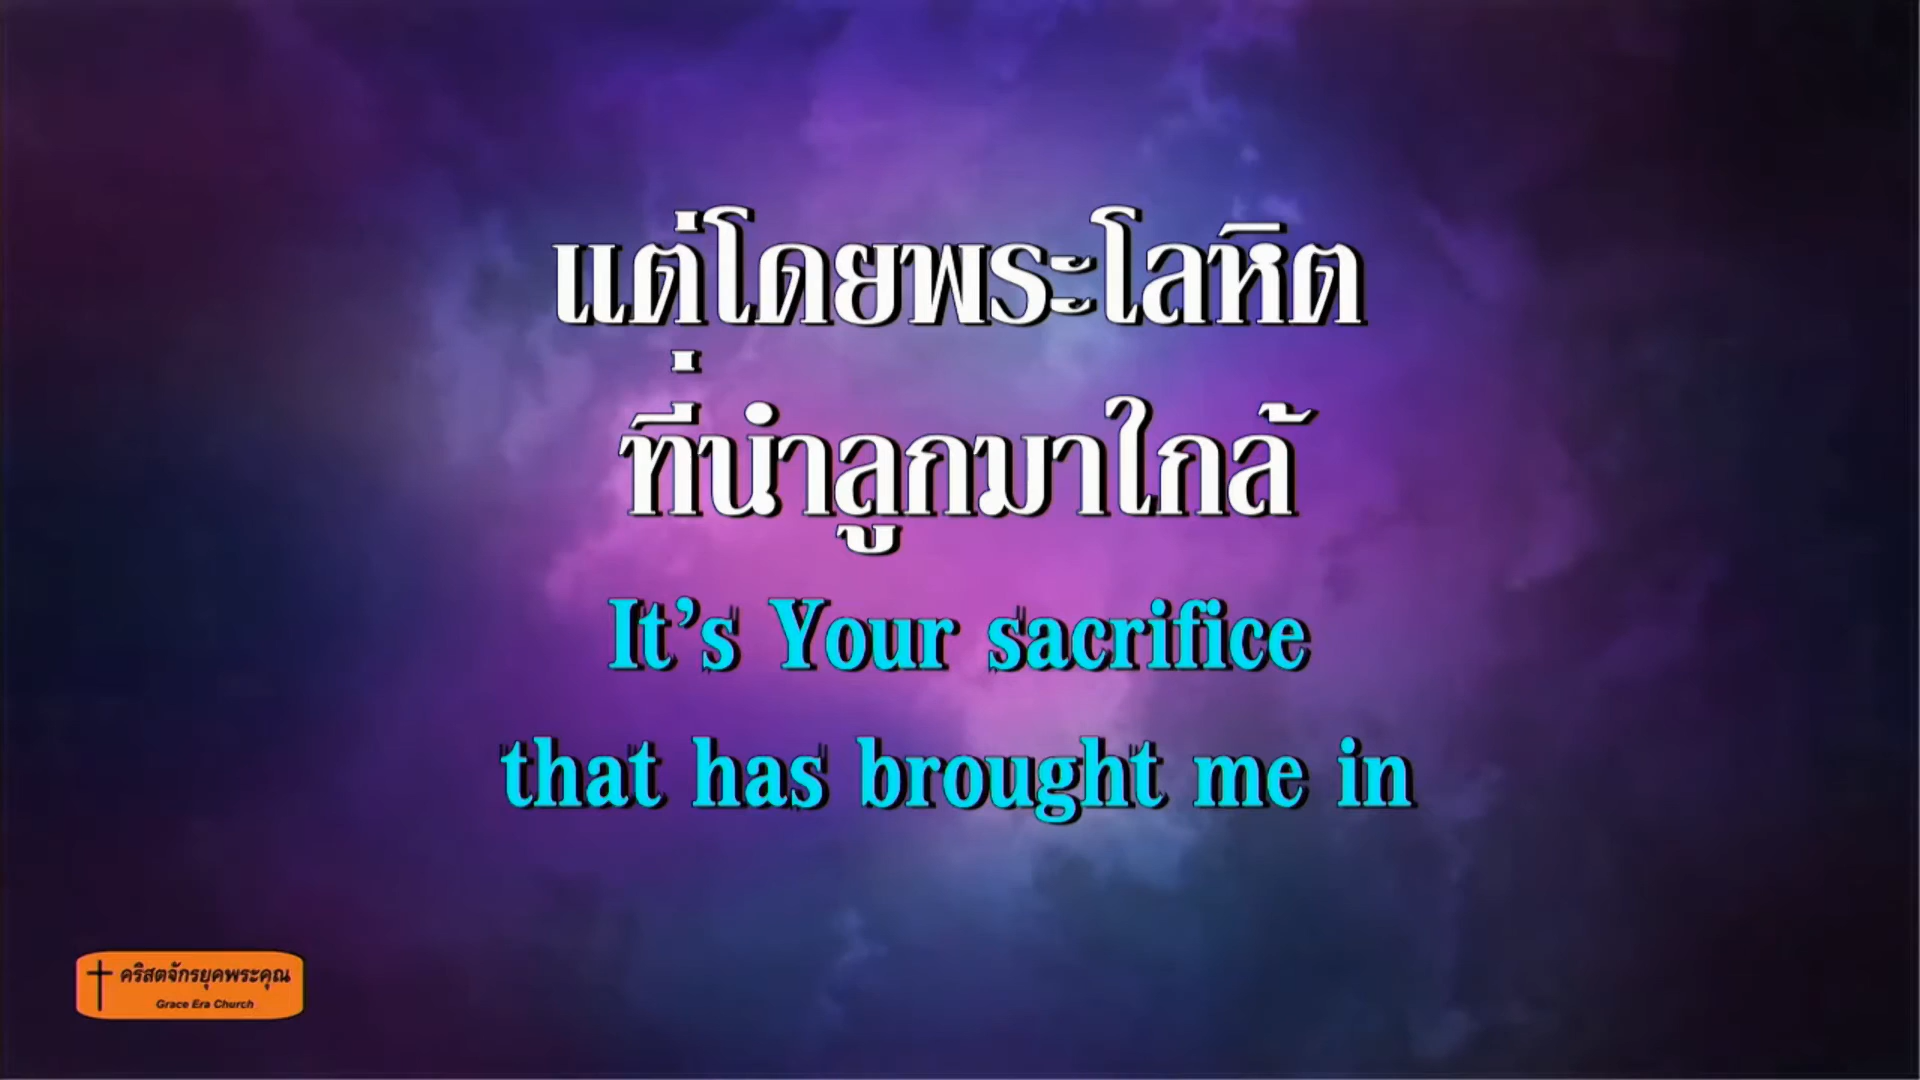 แต่โดยพระโลหิต
ที่นำลูกมาใกล้
It’s Your sacrifice
that has brought me in
คริสตจักรยุคพระคุณ
Grace Era Church